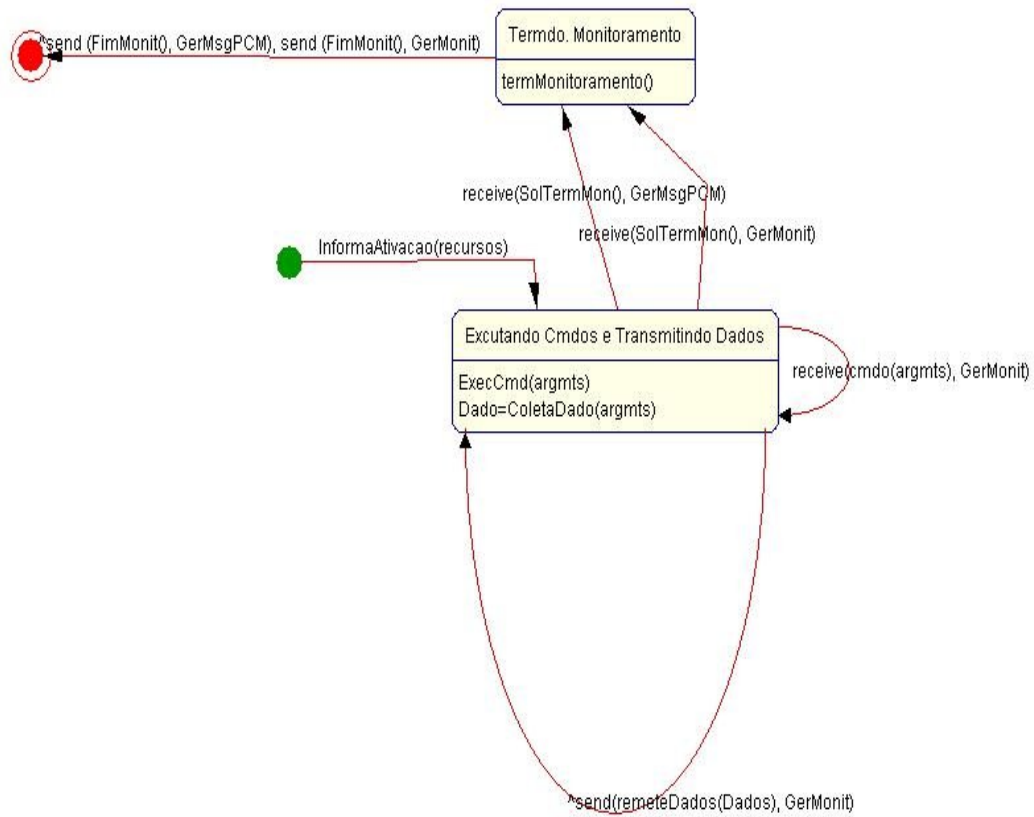 Termdo. Monitoramento
^send (FimMonit(), GerMsgPCM), send (FimMonit(), GerMonit)
termMonitoramento()
receive(SolTermMon(), GerMsgPCM)
receive(SolTermMon(), GerMonit)
InformaAtivacao(recursos)
Excutando Cmdos e Transmitindo Dados
receive(cmdo(argmts), GerMonit)
ExecCmd(argmts)
Dado=ColetaDado(argmts)
^send(remeteDados(Dados), GerMonit)